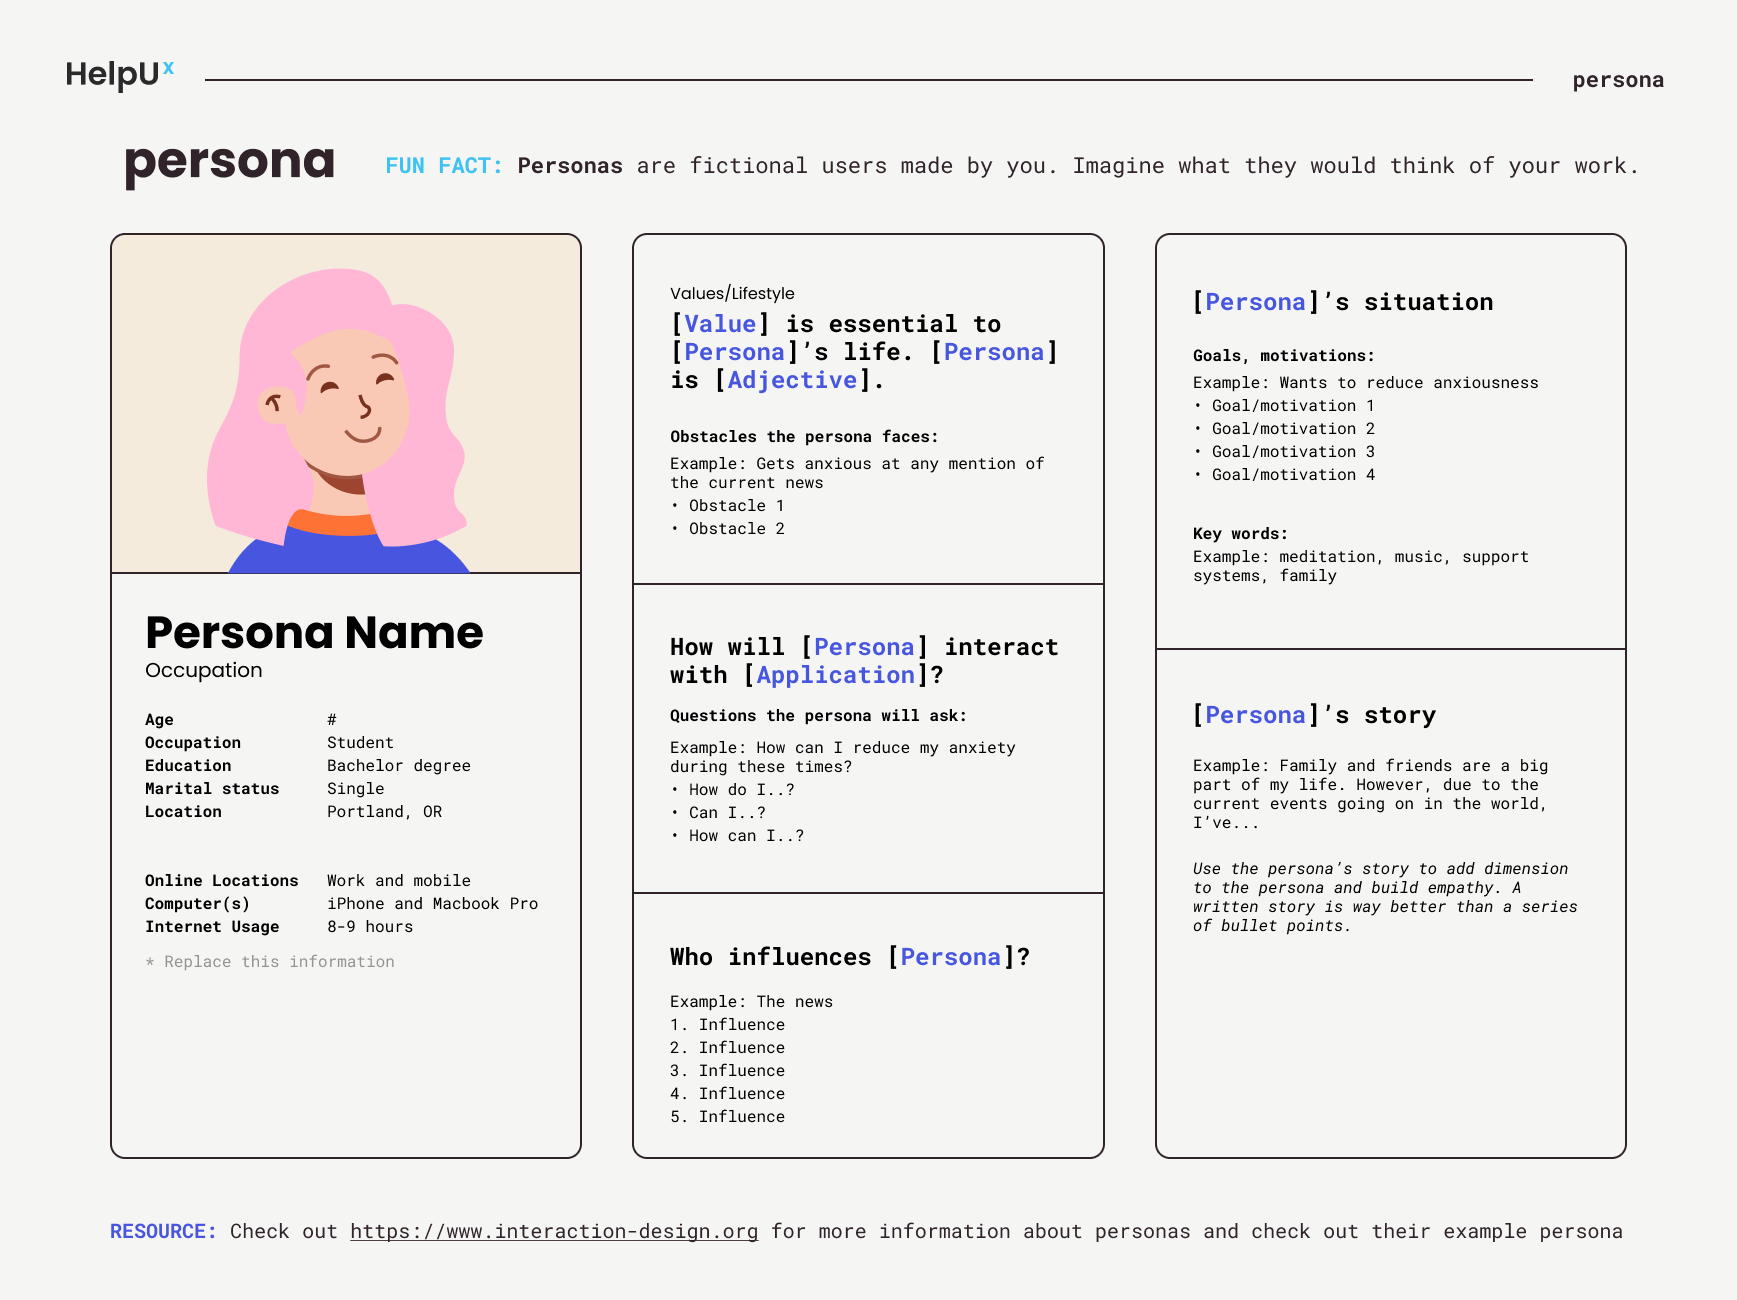 HelpUx
persona
persona
FUN FACT: Personas are fictional users made by you. Imagine what they would think of your work.
Persona Name
Occupation
Age #
Occupation Student
Education Bachelor degree
Marital status Single
Location Portland, OR
Online Locations Work and mobile
Computer(s) iPhone and Macbook Pro
Internet Usage 8-9 hours
* Replace this information
Values/Lifestyle
[Value] is essential to
[Persona]’s life. [Persona]
is [Adjective].
Obstacles the persona faces:
Example: Gets anxious at any mention of
the current news
• Obstacle 1
• Obstacle 2
How will [Persona] interact
with [Application]?
Questions the persona will ask:
Example: How can I reduce my anxiety
during these times?
• How do I..?
• Can I..?
• How can I..?
Who influences [Persona]?
Example: The news
1. Influence
2. Influence
3. Influence
4. Influence
5. Influence
[Persona]’s situation
Goals, motivations:
Example: Wants to reduce anxiousness
• Goal/motivation 1
• Goal/motivation 2
• Goal/motivation 3
• Goal/motivation 4
Key words:
Example: meditation, music, support
systems, family
[Persona]’s story
Example: Family and friends are a big
part of my life. However, due to the
current events going on in the world,
I’ve...
Use the persona’s story to add dimension
to the persona and build empathy. A
written story is way better than a series
of bullet points.
RESOURCE: Check out https://www.interaction-design.org for more information about personas and check out their example persona